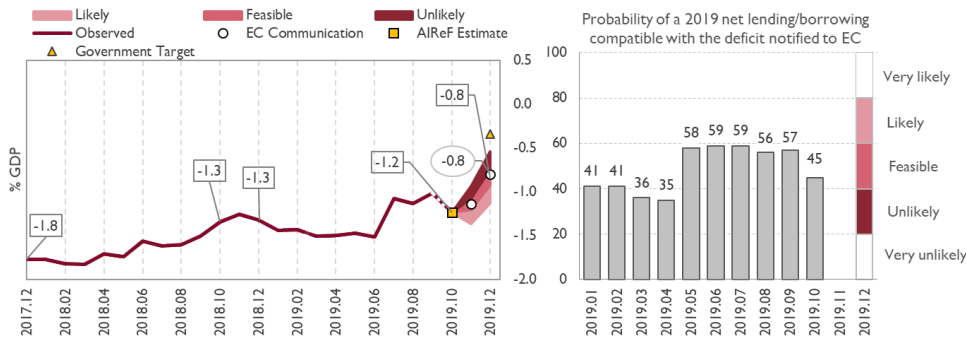 Likely Feasible Unlikely
Observed EC Communication AIReF Estimate
Government Target
% GDP
-1.8
-1.3
-1.3
-1.2
-0.8
-0.8
0.5
0.0
-0.5
-1.0
-1.5
-2.0
2017.12 2018.02 2018.04 2018.06 2018.08 2018.10 2018.12 2019.02 2019.04 2019.06 2019.08 2019.10 2019.12
Probability of a 2019 net lending/borrowing
compatible with the deficit notified to EC
100
80
60
40
20
0
41 41 36 35 58 59 59 56 57 45
Very likely
Likely
Feasible
Unlikely
Very unlikely
2019.01 2019.02 2019.03 2019.04 2019.05 2019.06 2019.07 2019.08 2019.09 2019.10 2019.11 2019.12